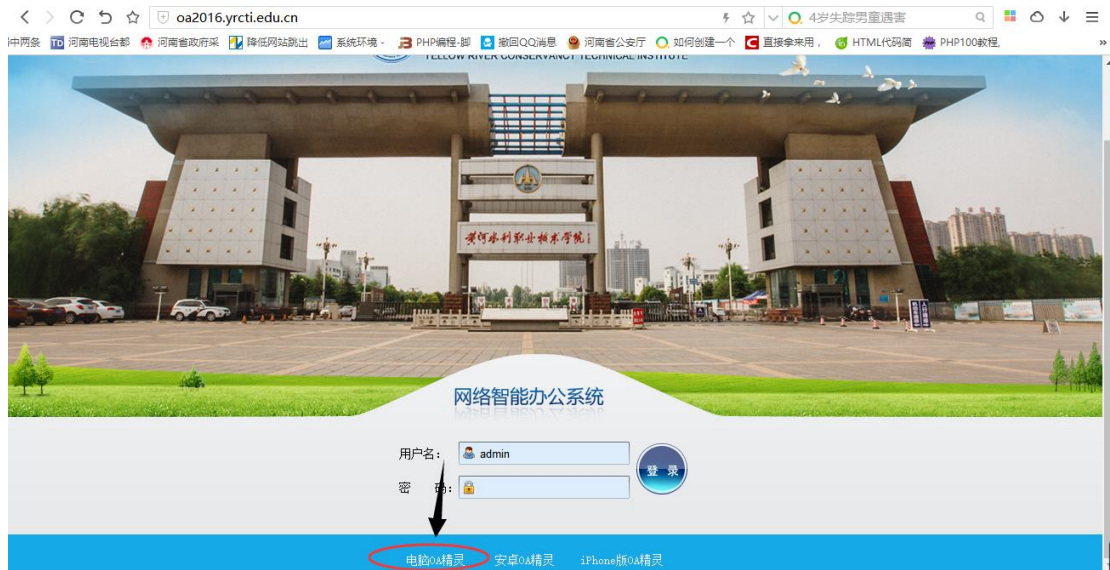 oa2016.yrcti.edu.cn
4岁失踪男童遇害
中两条 河南电视台都 河南省政府采 降低网站跳出 系统环境 - PHP编程-脚 撤回QQ消息 河南省公安厅 如何创建一个 直接拿来用, HTML代码简 PHP100教程,
YELLOW RIVER CONSERVANCY TECHNICAL INSTITUTE
黄河水利职业技术学院
网络智能办公系统
用户名: admin
密 码:
登 录
电脑OA精灵 安卓OA精灵 iPhone版OA精灵